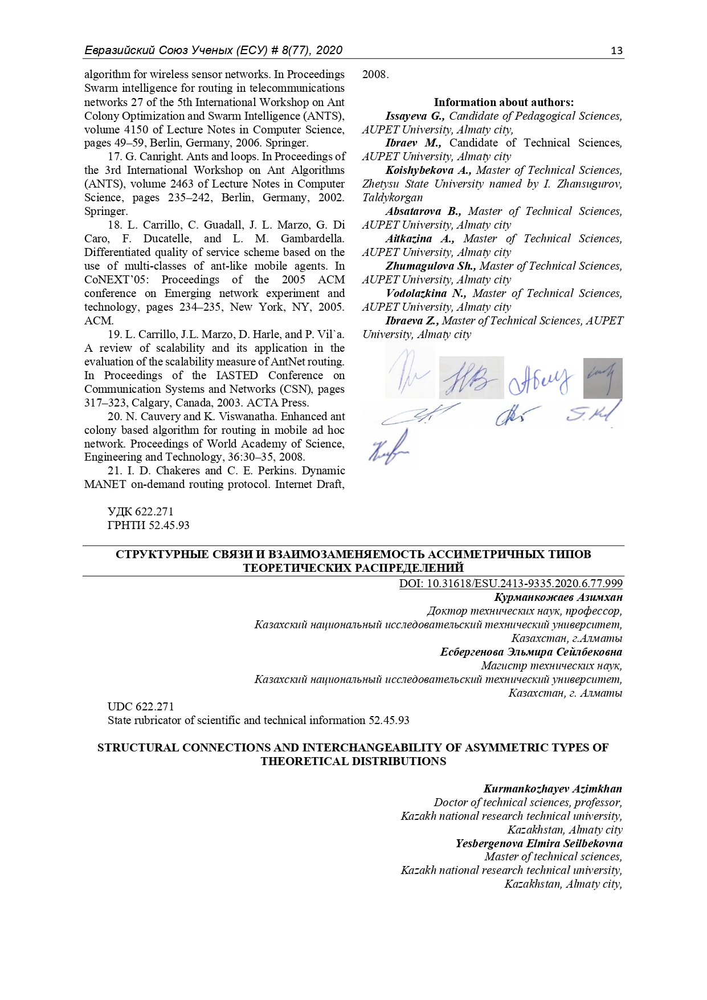 Евразийский Союз Ученых (ЕСУ) # 8(77), 2020 13
algorithm for wireless sensor networks. In Proceedings
Swarm intelligence for routing in telecommunications
networks 27 of the 5th International Workshop on Ant
Colony Optimization and Swarm Intelligence (ANTS),
volume 4150 of Lecture Notes in Computer Science,
pages 49–59, Berlin, Germany, 2006. Springer.
17. G. Canright. Ants and loops. In Proceedings of
the 3rd International Workshop on Ant Algorithms
(ANTS), volume 2463 of Lecture Notes in Computer
Science, pages 235–242, Berlin, Germany, 2002.
Springer.
18. L. Carrillo, C. Guadall, J. L. Marzo, G. Di
Caro, F. Ducatelle, and L. M. Gambardella.
Differentiated quality of service scheme based on the
use of multi-classes of ant-like mobile agents. In
CoNEXT’05: Proceedings of the 2005 ACM
conference on Emerging network experiment and
technology, pages 234–235, New York, NY, 2005.
ACM.
19. L. Carrillo, J.L. Marzo, D. Harle, and P. Vil`a.
A review of scalability and its application in the
evaluation of the scalability measure of AntNet routing.
In Proceedings of the IASTED Conference on
Communication Systems and Networks (CSN), pages
317–323, Calgary, Canada, 2003. ACTA Press.
20. N. Cauvery and K. Viswanatha. Enhanced ant
colony based algorithm for routing in mobile ad hoc
network. Proceedings of World Academy of Science,
Engineering and Technology, 36:30–35, 2008.
21. I. D. Chakeres and C. E. Perkins. Dynamic
MANET on-demand routing protocol. Internet Draft,
2008.
Information about authors:
Issayeva G., Candidate of Pedagogical Sciences,
AUPET University, Almaty city,
Ibraev M., Candidate of Technical Sciences,
AUPET University, Almaty city
Koishybekova A., Master of Technical Sciences,
Zhetysu State University named by I. Zhansugurov,
Taldykorgan
Absatarova B., Master of Technical Sciences,
AUPET University, Almaty city
Aitkazina A., Master of Technical Sciences,
AUPET University, Almaty city
Zhumagulova Sh., Master of Technical Sciences,
AUPET University, Almaty city
Vodolazkina N., Master of Technical Sciences,
AUPET University, Almaty city
Ibraeva Z., Master of Technical Sciences, AUPET
University, Almaty city
УДК 622.271
ГРНТИ 52.45.93
СТРУКТУРНЫЕ СВЯЗИ И ВЗАИМОЗАМЕНЯЕМОСТЬ АССИМЕТРИЧНЫХ ТИПОВ
ТЕОРЕТИЧЕСКИХ РАСПРЕДЕЛЕНИЙ
DOI: 10.31618/ESU.2413-9335.2020.6.77.999
Курманкожаев Азимхан
Доктор технических наук, профессор,
Казахский национальный исследовательский технический университет,
Казахстан, г.Алматы
Есбергенова Эльмира Сейлбековна
Магистр технических наук,
Казахский национальный исследовательский технический университет,
Казахстан, г. Алматы
UDC 622.271
State rubricator of scientific and technical information 52.45.93
STRUCTURAL CONNECTIONS AND INTERCHANGEABILITY OF ASYMMETRIC TYPES OF
THEORETICAL DISTRIBUTIONS
Kurmankozhayev Azimkhan
Doctor of technical sciences, professor,
Kazakh national research technical university,
Kazakhstan, Almaty city
Yesbergenova Elmira Seilbekovna
Master of technical sciences,
Kazakh national research technical university,
Kazakhstan, Almaty city,